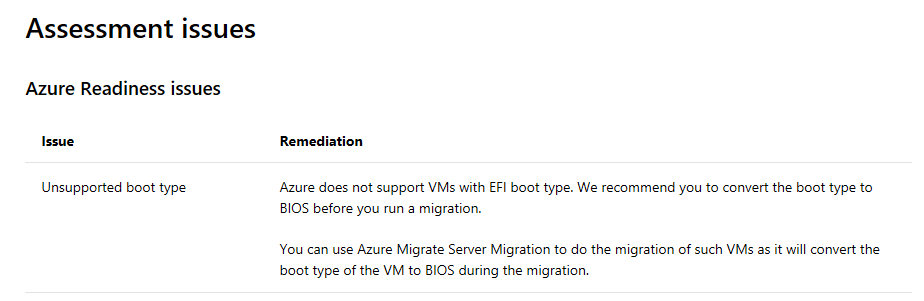 Assessment issues
Azure Readiness issues
Issue Remediation
Unsupported boot type Azure does not support VMs with EFI boot type. We recommend you to convert the boot type to
BIOS before you run a migration.
You can use Azure Migrate Server Migration to do the migration of such VMs as it will convert the
boot type of the VM to BIOS during the migration.